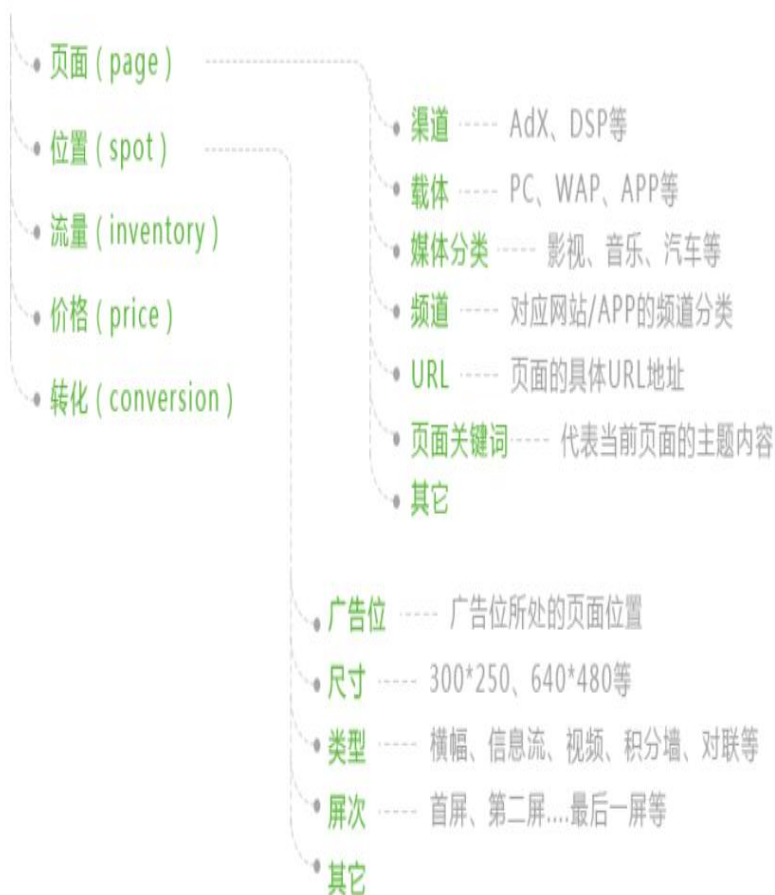 页面 ( page )
位置 ( spot )
流量 ( inventory )
价格 ( price )
转化 ( conversion )
渠道 AdX、DSP等
载体 PC、WAP、APP等
媒体分类 影视、音乐、汽车等
频道 对应网站/APP的频道分类
URL 页面的具体URL地址
页面关键词 代表当前页面的主题内容
其它
广告位 广告位所处的页面位置
尺寸 300*250、640*480等
类型 横幅、信息流、视频、积分墙、对联等
屏次 首屏、第二屏....最后一屏等
其它